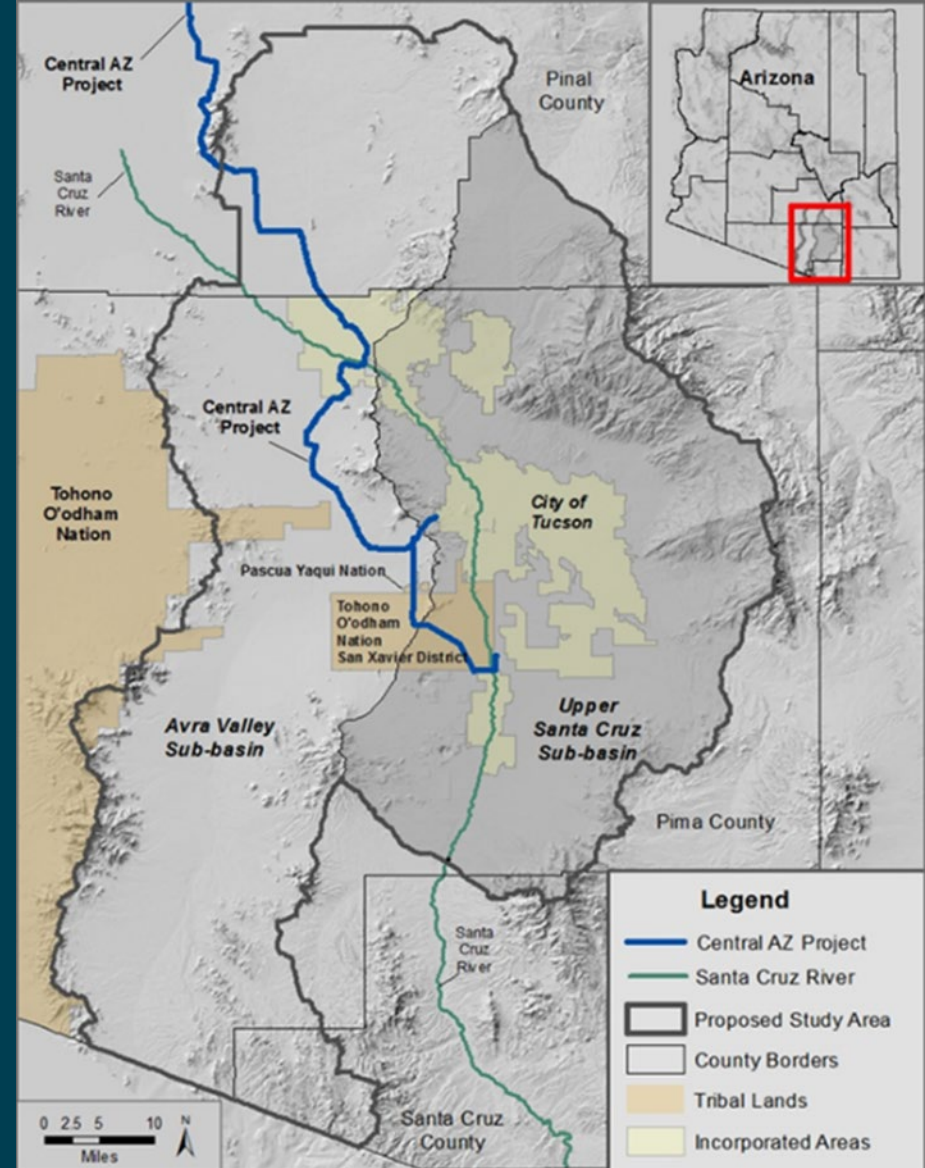 Central AZ
Project
Pinal
County
Arizona
Santa
Cruz
River
Central AZ
Project
Tohono
O'odham
Nation
City of
Tucson
Pascua Yaqui Nation
Tohono
O'odham
Nation
San Xavier District
Avra Valley
Sub-basin
Upper
Santa Cruz
Sub-basin
Pima County
Santa
Cruz
River
Santa Cruz
County
0 2.5 5 10
Miles
N
Legend
Central AZ Project
Santa Cruz River
Proposed Study Area
County Borders
Tribal Lands
Incorporated Areas